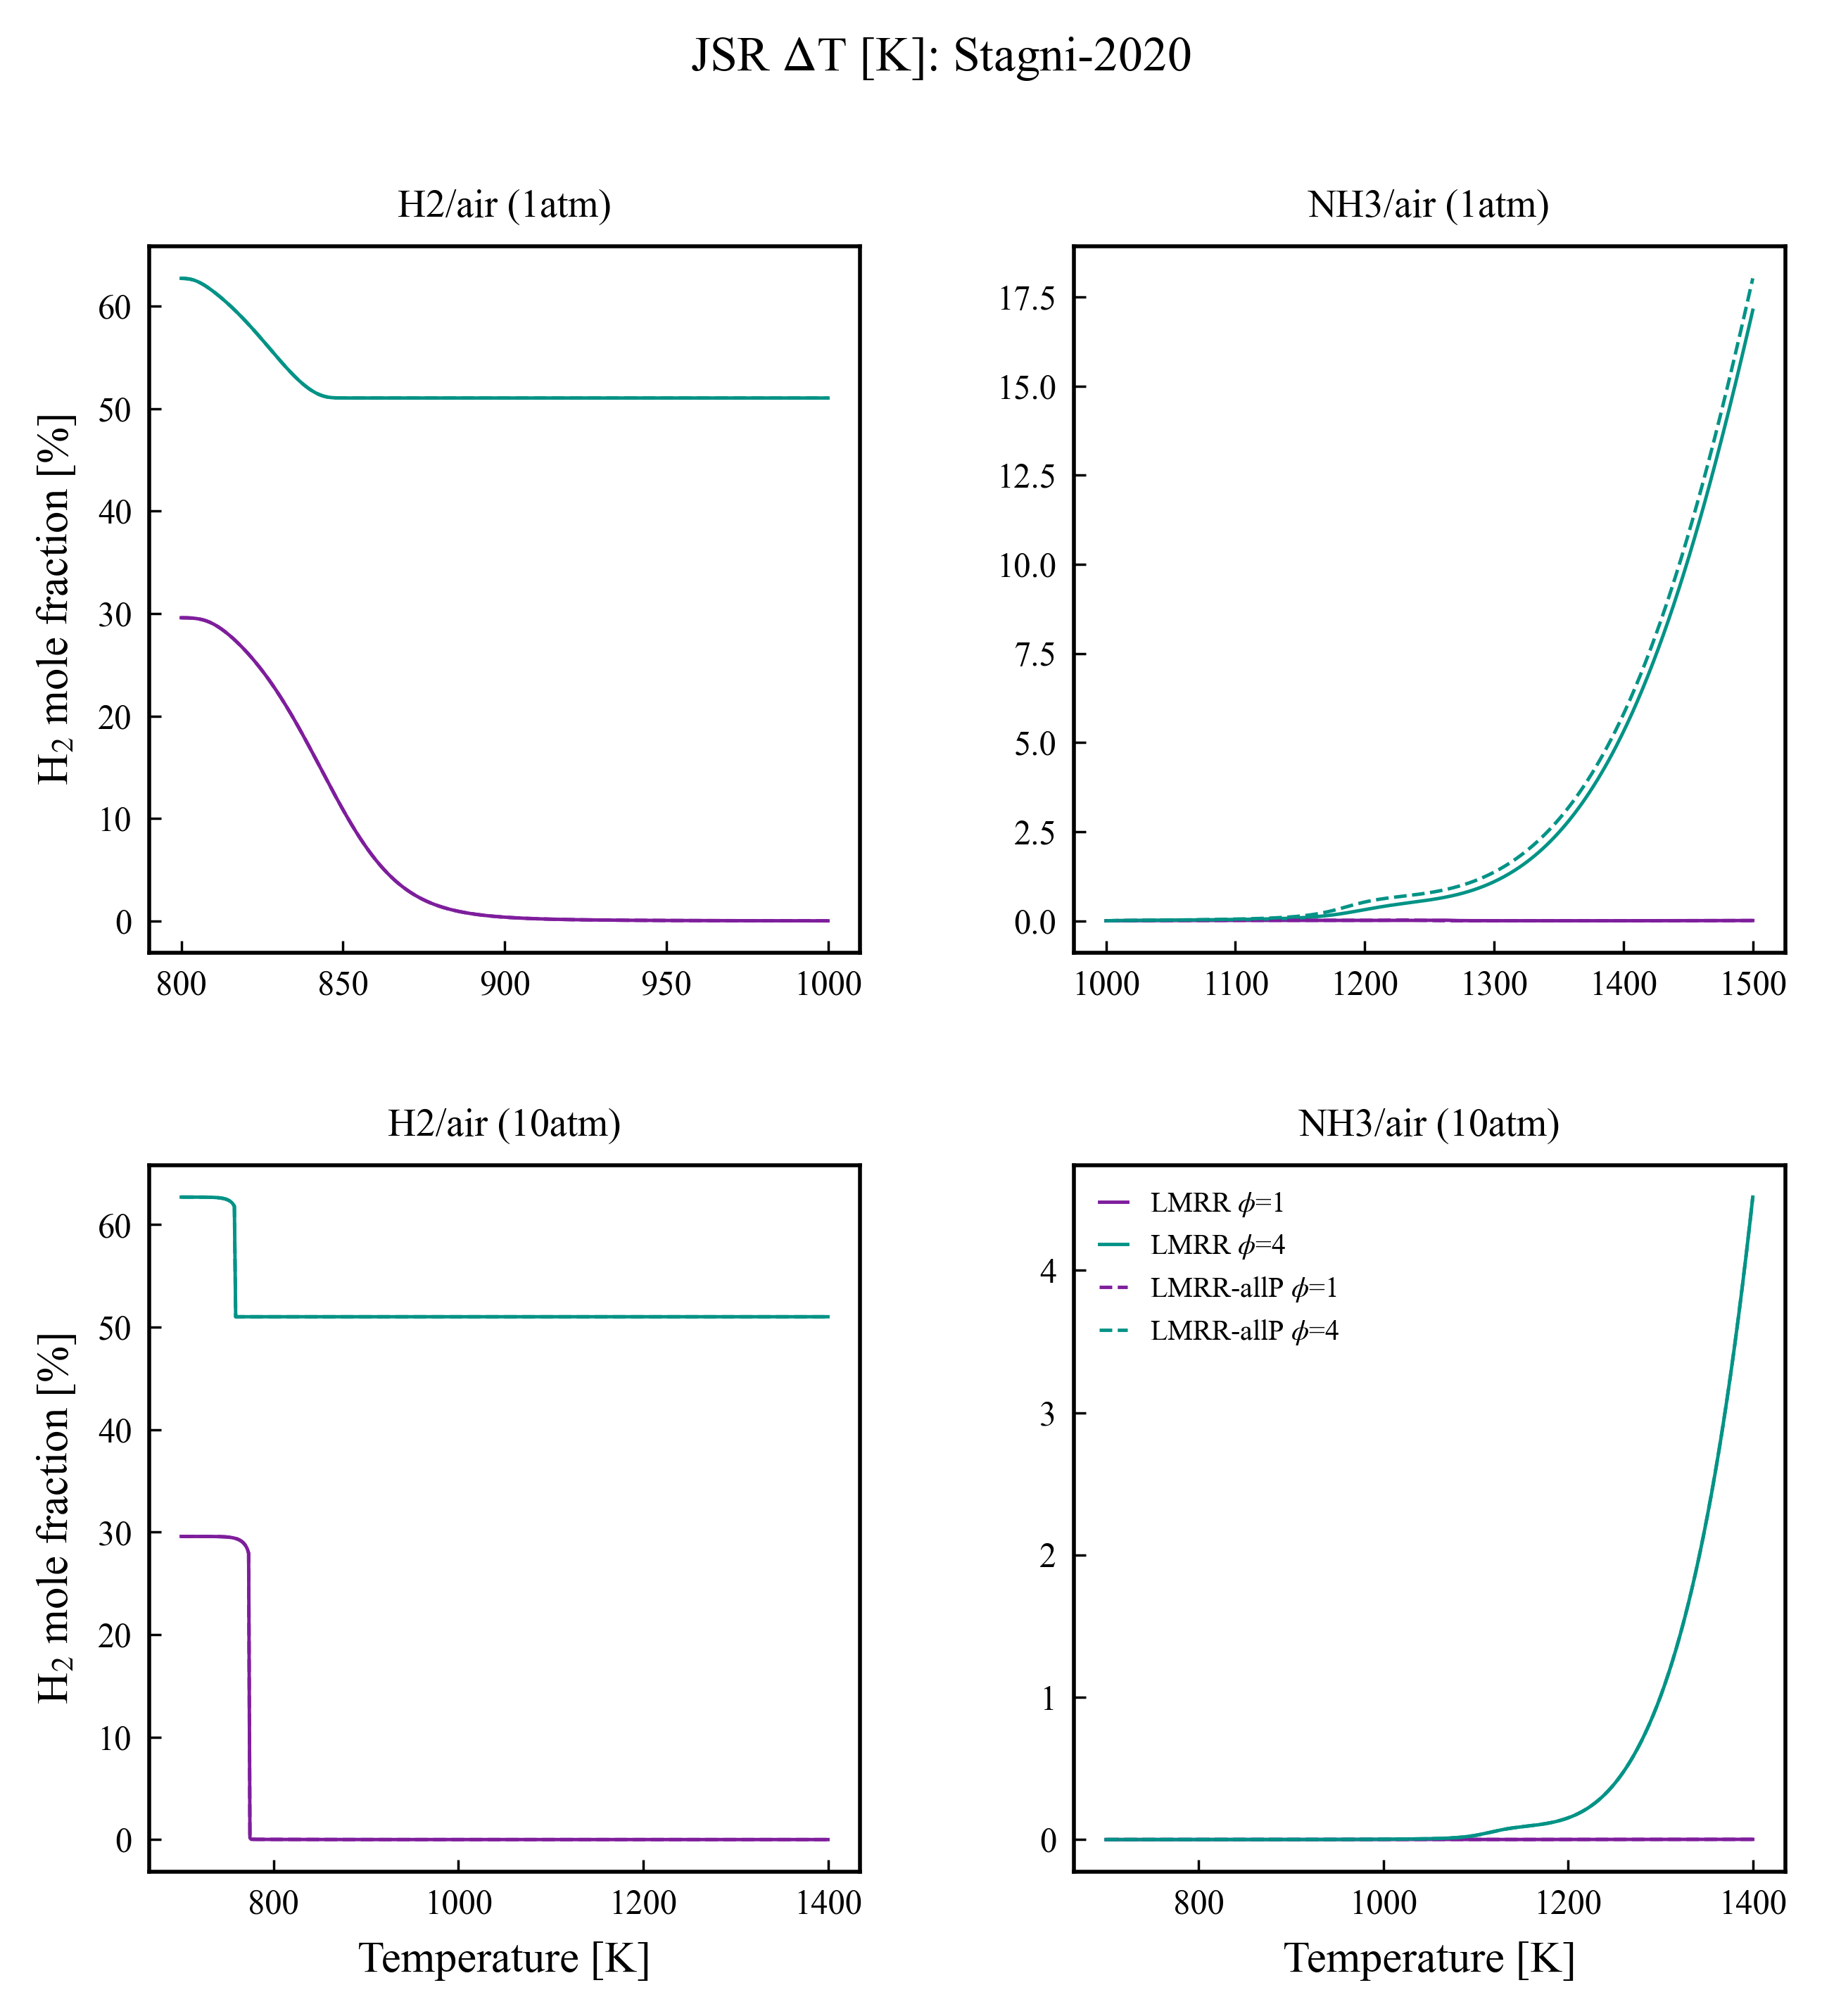 JSR ΔT [K]: Stagni-2020
H2/air (1atm)
H₂ mole fraction [%]
60
50
40
30
20
10
0
800 850 900 950 1000
NH3/air (1atm)
17.5
15.0
12.5
10.0
7.5
5.0
2.5
0.0
1000 1100 1200 1300 1400 1500
H2/air (10atm)
H₂ mole fraction [%]
60
50
40
30
20
10
0
800 1000 1200 1400
Temperature [K]
NH3/air (10atm)
LMRR ϕ=1
LMRR ϕ=4
LMRR-allP ϕ=1
LMRR-allP ϕ=4
4
3
2
1
0
800 1000 1200 1400
Temperature [K]